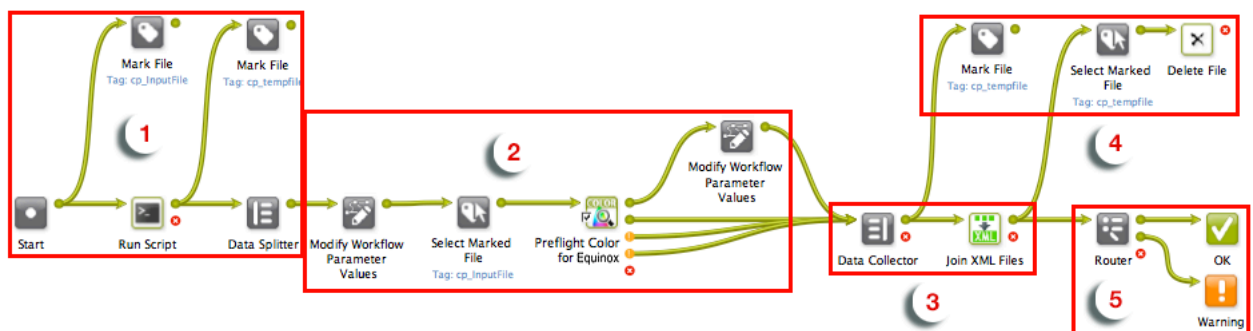 Mark File
Tag: cp_InputFile
Mark File
Tag: cp_tempfile
1
Start
Run Script
Data Splitter
2
Modify Workflow
Parameter
Values
Select Marked
File
Tag: cp_InputFile
COLOR
Preflight Color
for Equinox
Modify Workflow
Parameter
Values
Data Collector
XML
Join XML Files
3
Mark File
Tag: cp_tempfile
Select Marked
File
Tag: cp_tempfile
Delete File
4
Router
OK
Warning
5